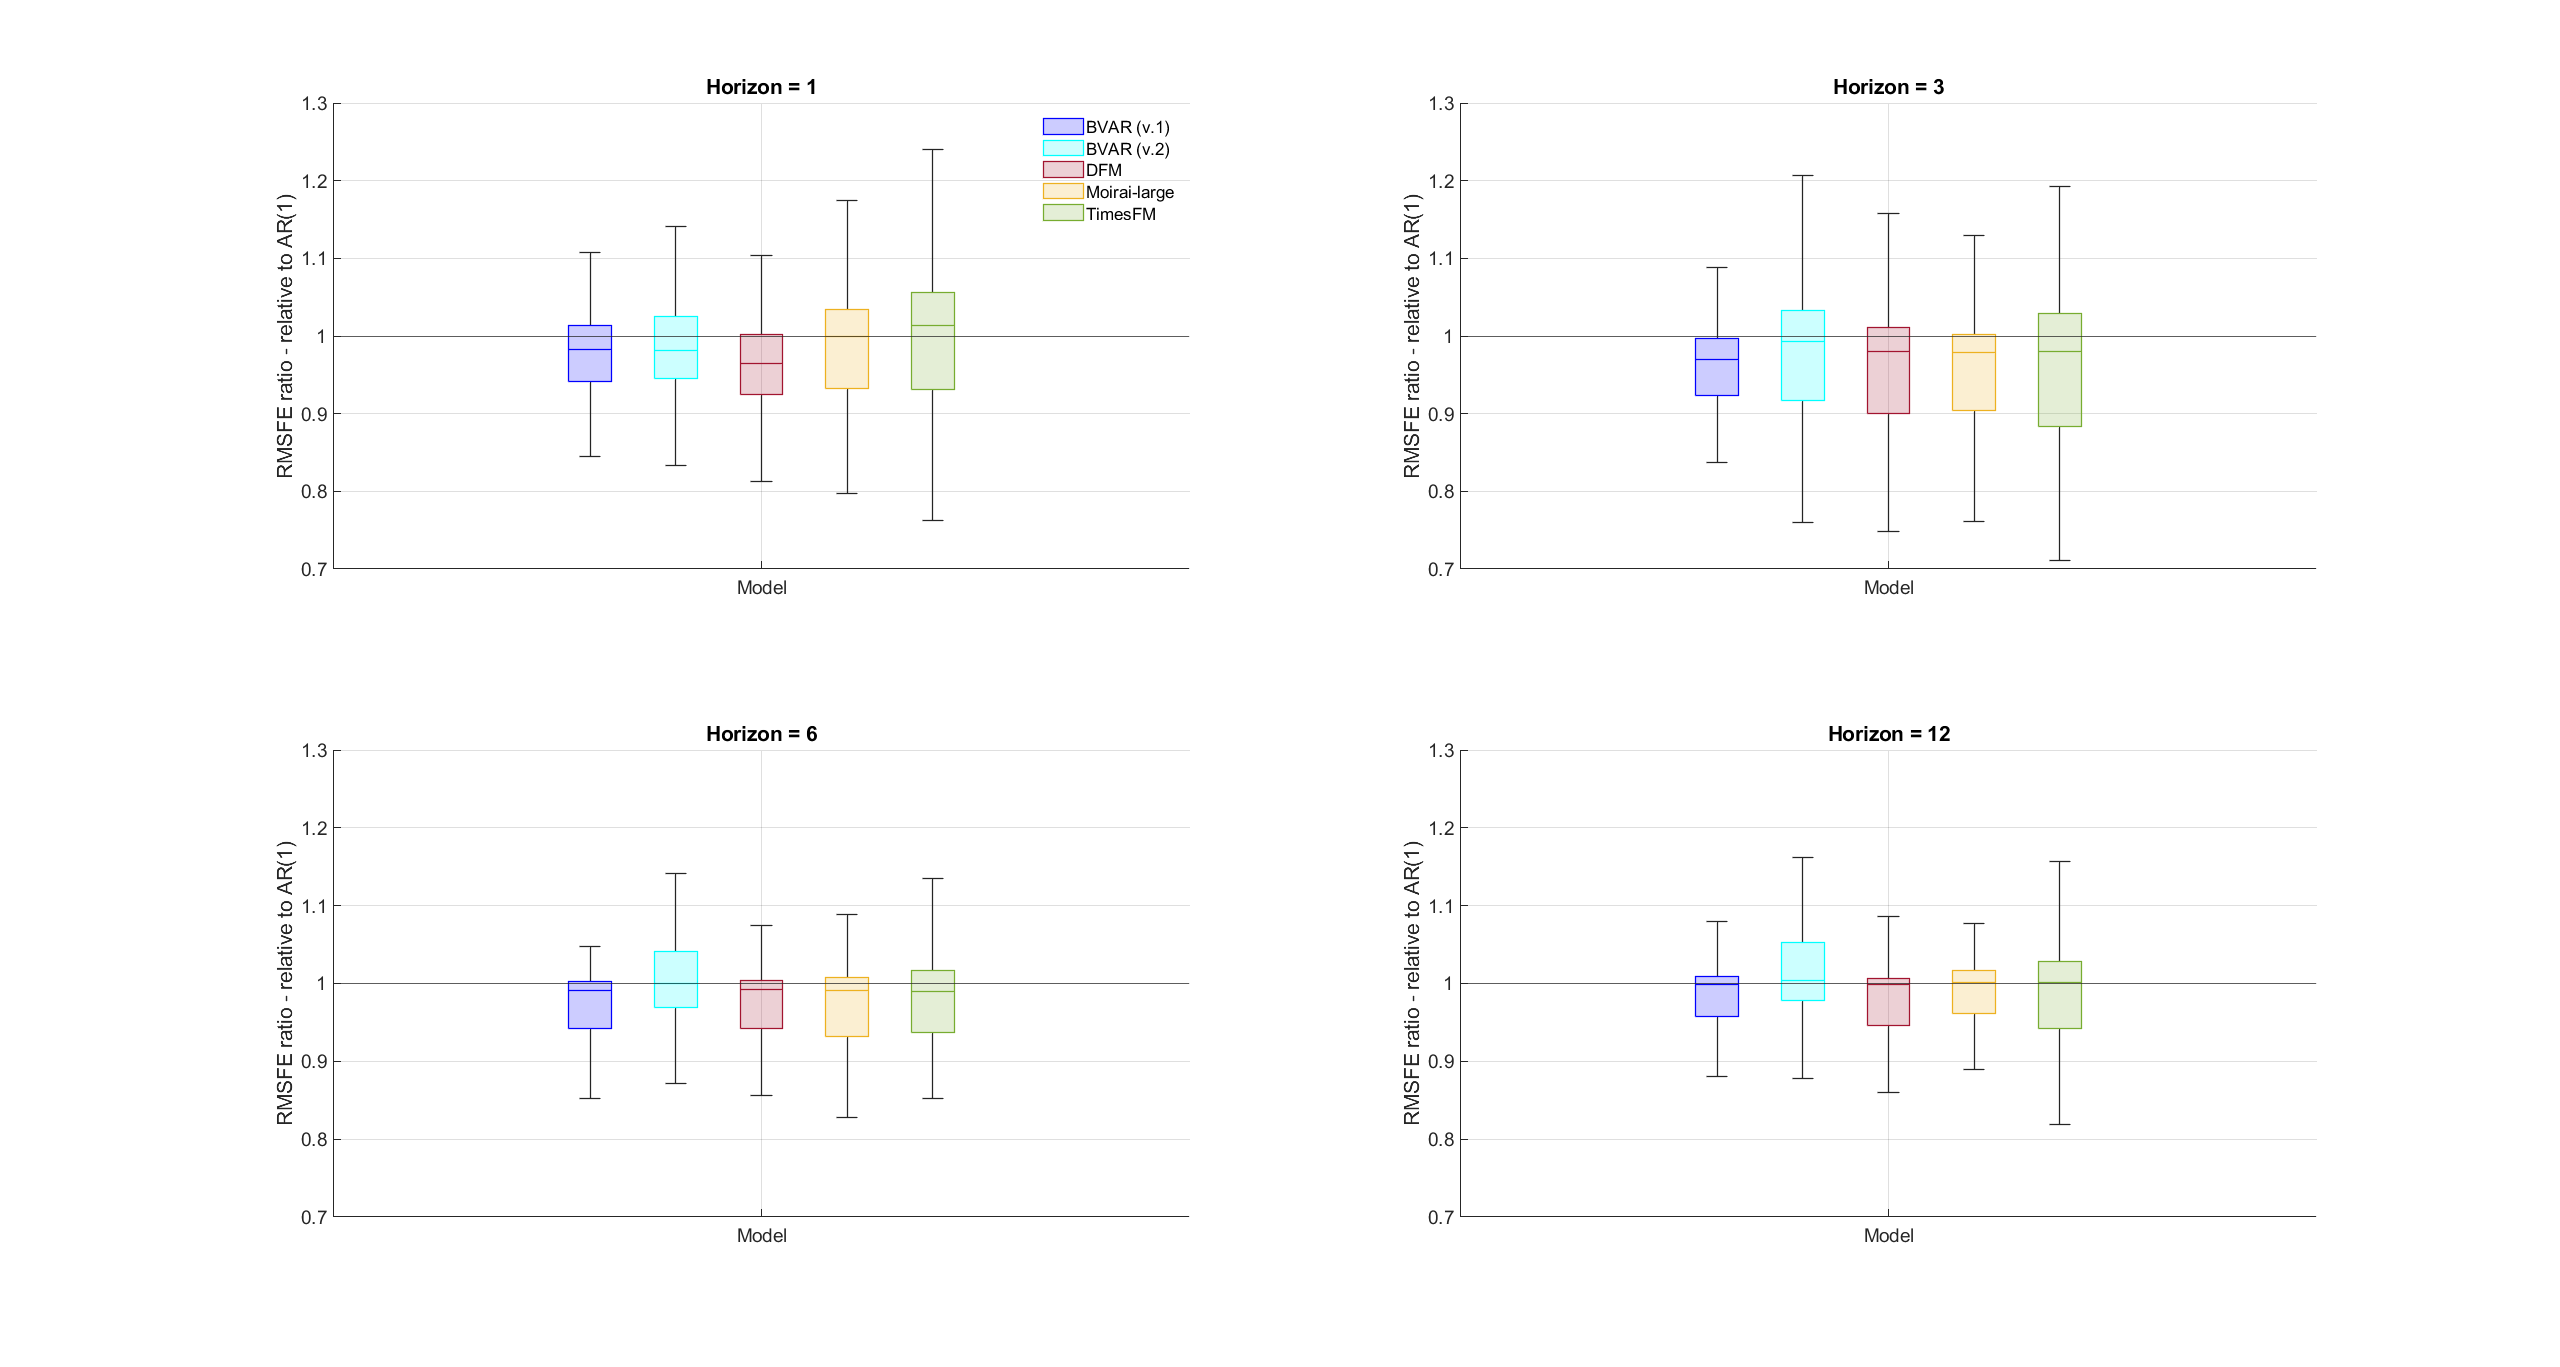 Horizon = 1
1.3
1.2
1.1
1
0.9
0.8
0.7
RMSFE ratio - relative to AR(1)
BVAR (v.1)
BVAR (v.2)
DFM
Moirai-large
TimesFM
Model
Horizon = 3
1.3
1.2
1.1
1
0.9
0.8
0.7
RMSFE ratio - relative to AR(1)
Model
Horizon = 6
1.3
1.2
1.1
1
0.9
0.8
0.7
RMSFE ratio - relative to AR(1)
Model
Horizon = 12
1.3
1.2
1.1
1
0.9
0.8
0.7
RMSFE ratio - relative to AR(1)
Model